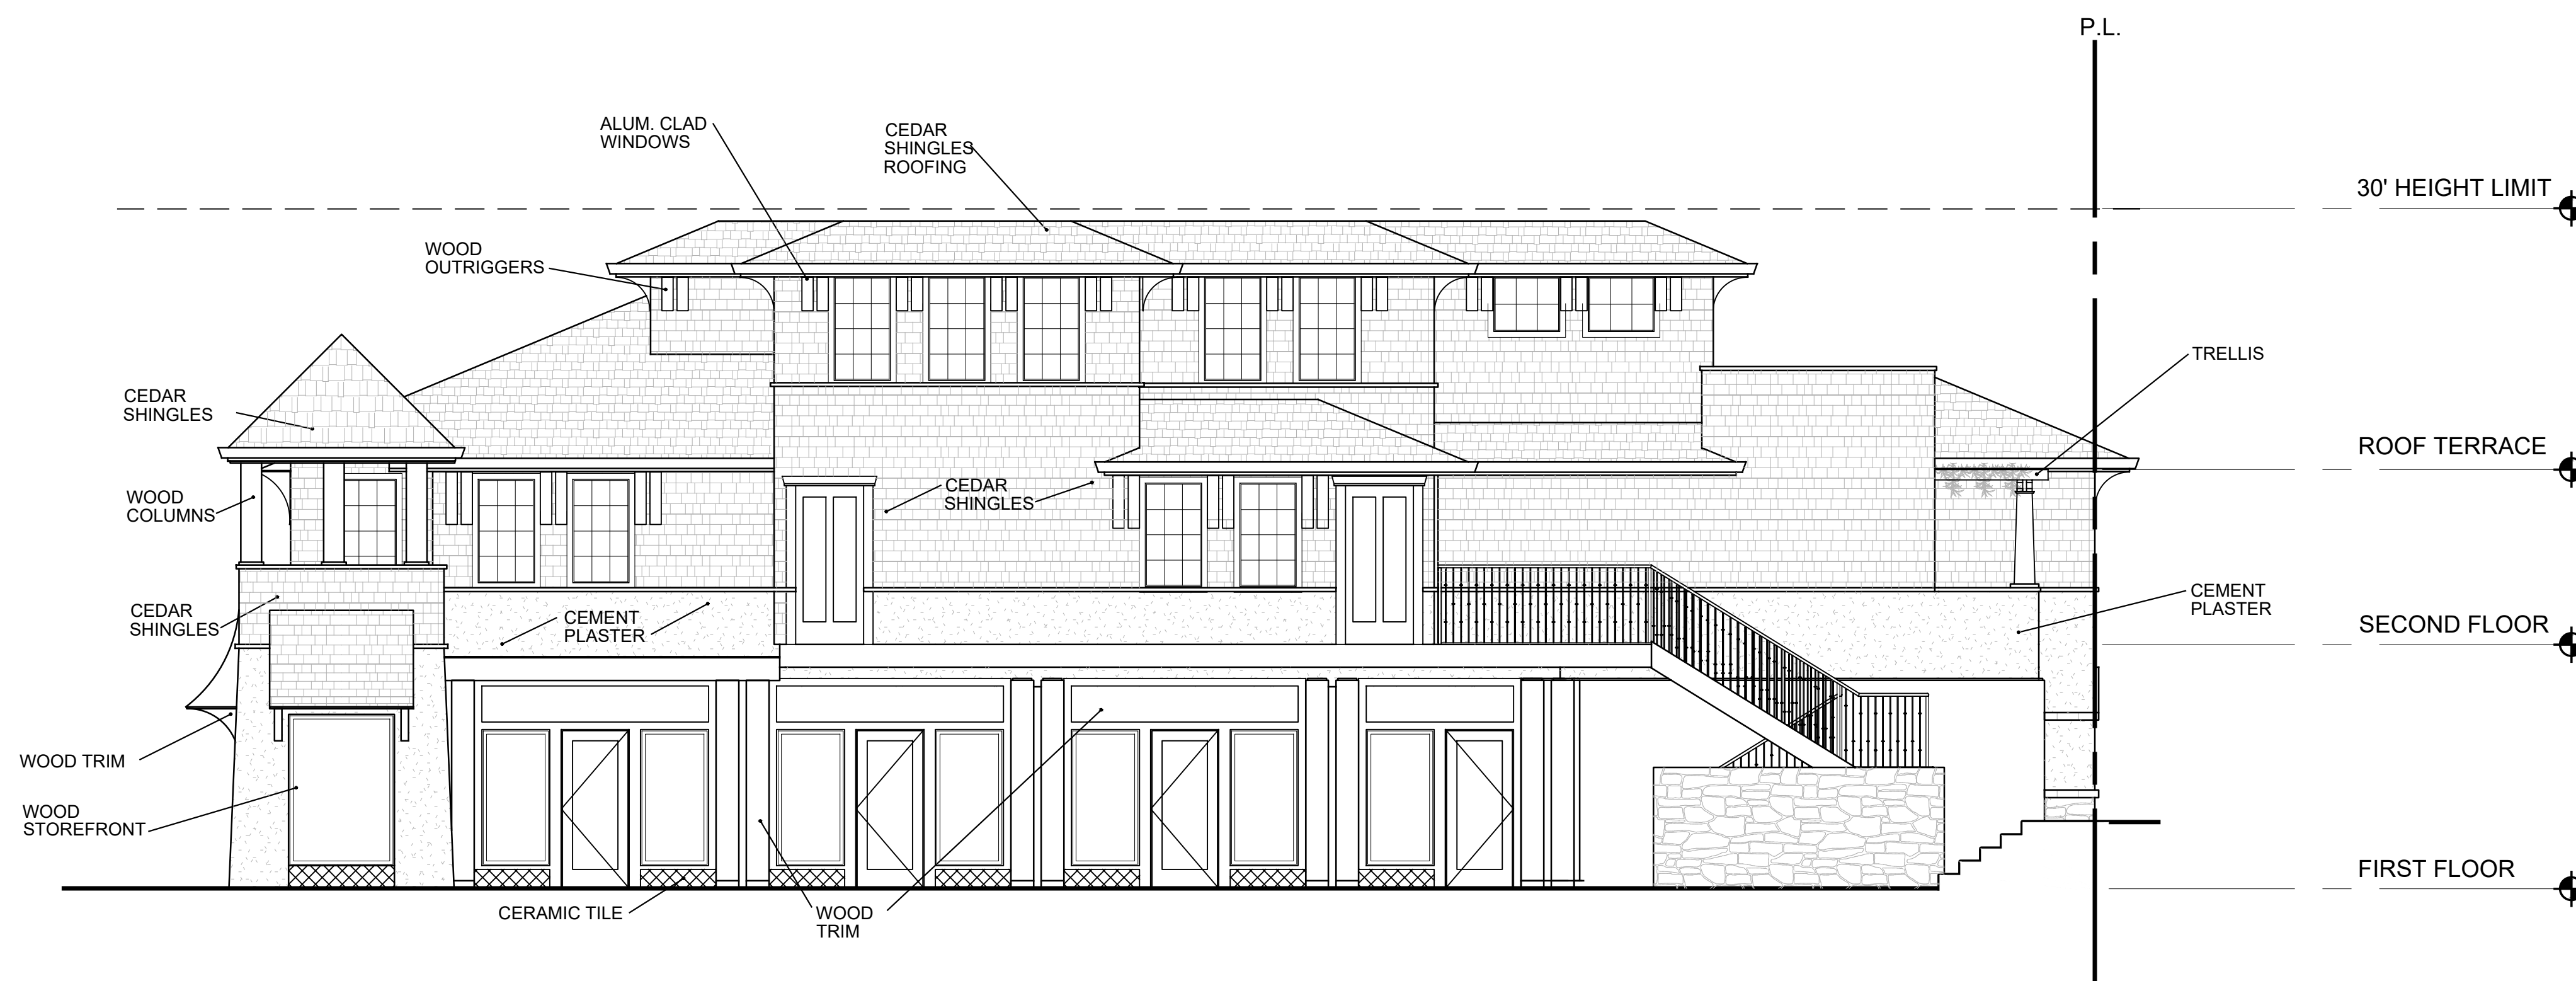 P.L.
ALUM. CLAD
WINDOWS
CEDAR
SHINGLES
ROOFING
30' HEIGHT LIMIT
WOOD
OUTRIGGERS
TRELLIS
CEDAR
SHINGLES
ROOF TERRACE
WOOD
COLUMNS
CEDAR
SHINGLES
CEMENT
PLASTER
CEDAR
SHINGLES
CEMENT
PLASTER
SECOND FLOOR
WOOD TRIM
WOOD
STOREFRONT
FIRST FLOOR
CERAMIC TILE
WOOD
TRIM